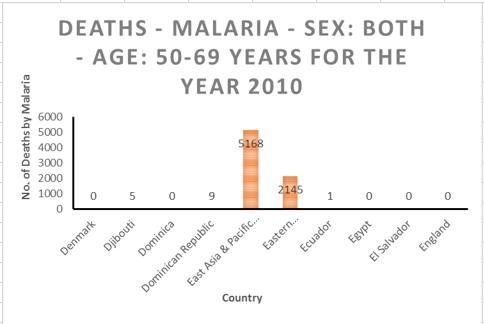 DEATHS - MALARIA - SEX: BOTH
- AGE: 50-69 YEARS FOR THE
YEAR 2010
No. of Deaths by Malaria
6000
5000
4000
3000
2000
1000
0
0
5
0
9
5168
2145
1
0
0
0
Denmark
Djibouti
Dominica
Dominican Republic
East Asia & Pacific...
Eastern...
Ecuador
Egypt
El Salvador
England
Country